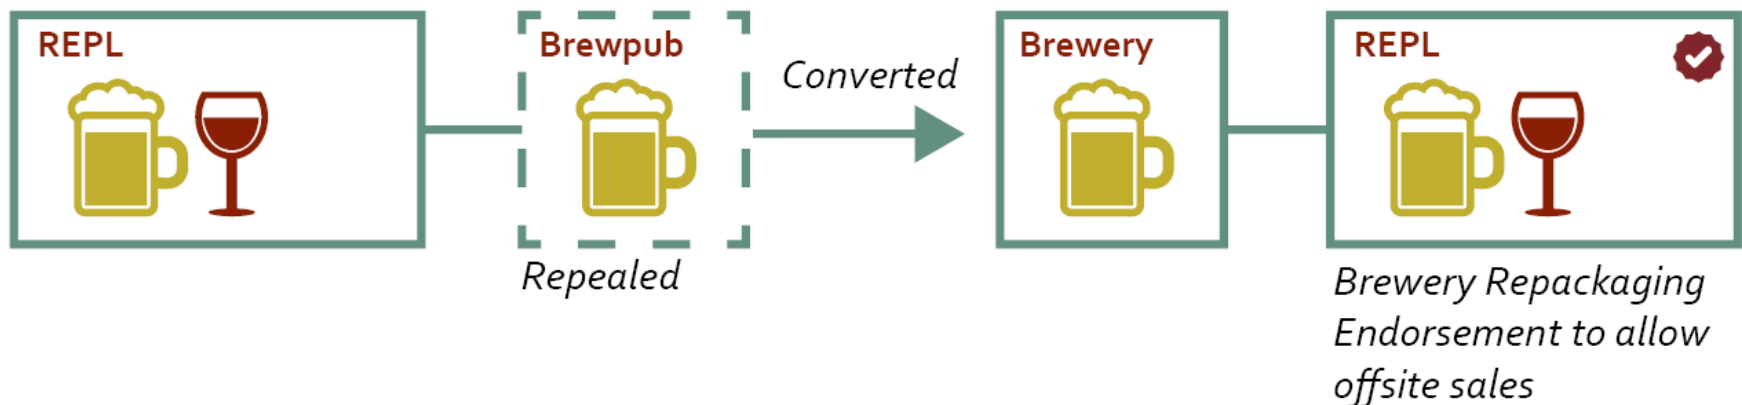 REPL
Brewpub
Repealed
Converted
Brewery
REPL
Brewery Repackaging
Endorsement to allow
offsite sales